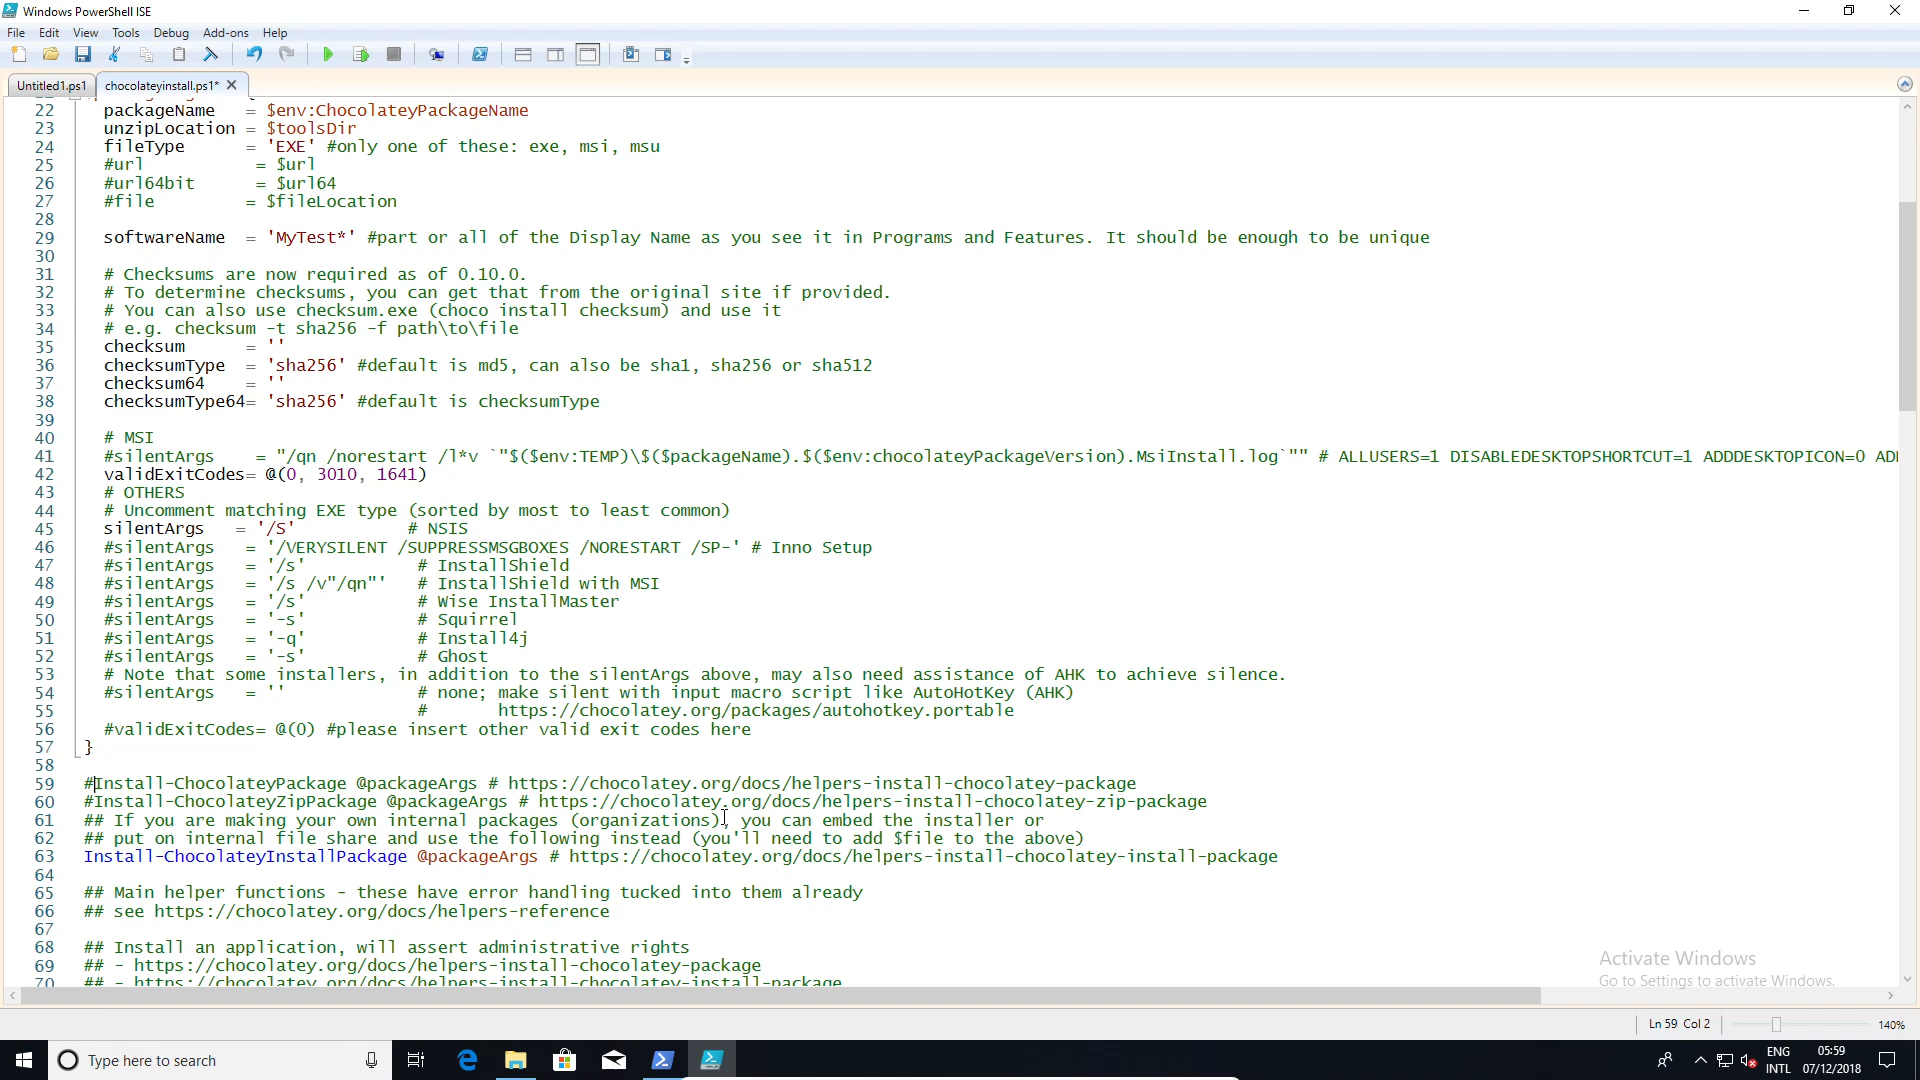 Windows PowerShell ISE
File Edit View Tools Debug Add-ons Help
Untitled1.ps1 chocolateyinstall.ps1*
22 packageName = $env:ChocolateyPackageName
23 unzipLocation = $toolsDir
24 fileType = 'EXE' #only one of these: exe, msi, msu
25 #url = $url
26 #url64bit = $url64
27 #file = $fileLocation
28
29 softwareName = 'MyTest*' #part or all of the Display Name as you see it in Programs and Features. It should be enough to be unique
30
31 # Checksums are now required as of 0.10.0.
32 # To determine checksums, you can get that from the original site if provided.
33 # You can also use checksum.exe (choco install checksum) and use it
34 # e.g. checksum -t sha256 -f path\to\file
35 checksum = ''
36 checksumType = 'sha256' #default is md5, can also be sha1, sha256 or sha512
37 checksum64 = ''
38 checksumType64= 'sha256' #default is checksumType
39
40 # MSI
41 #silentArgs = "/qn /norestart /l*v `"$($env:TEMP)\$($packageName).$($env:chocolateyPackageVersion).MsiInstall.log`"" # ALLUSERS=1 DISABLEDESKTOPSHORTCUT=1 ADDDESKTOPICON=0
42 validExitCodes= @(0, 3010, 1641)
43 # OTHERS
44 # Uncomment matching EXE type (sorted by most to least common)
45 silentArgs = '/S' # NSIS
46 #silentArgs = '/VERYSILENT /SUPPRESSMSGBOXES /NORESTART /SP-' # Inno Setup
47 #silentArgs = '/s' # InstallShield
48 #silentArgs = '/s /v"/qn"' # InstallShield with MSI
49 #silentArgs = '/s' # Wise InstallMaster
50 #silentArgs = '-s' # Squirrel
51 #silentArgs = '-q' # Install4j
52 #silentArgs = '-s' # Ghost
53 # Note that some installers, in addition to the silentArgs above, may also need assistance of AHK to achieve silence.
54 #silentArgs = '' # none; make silent with input macro script like AutoHotKey (AHK)
55 # https://chocolatey.org/packages/autohotkey.portable
56 #validExitCodes= @(0) #please insert other valid exit codes here
57 }
58
59 #Install-ChocolateyPackage @packageArgs # https://chocolatey.org/docs/helpers-install-chocolatey-package
60 #Install-ChocolateyZipPackage @packageArgs # https://chocolatey.org/docs/helpers-install-chocolatey-zip-package
61 ## If you are making your own internal packages (organizations), you can embed the installer or
62 ## put on internal file share and use the following instead (you'll need to add $file to the above)
63 Install-ChocolateyInstallPackage @packageArgs # https://chocolatey.org/docs/helpers-install-chocolatey-install-package
64
65 ## Main helper functions - these have error handling tucked into them already
66 ## see https://chocolatey.org/docs/helpers-reference
67
68 ## Install an application, will assert administrative rights
69 ## - https://chocolatey.org/docs/helpers-install-chocolatey-package
70 ## - https://chocolatey.org/docs/helpers-install-chocolatey-install-package
Activate Windows
Go to Settings to activate Windows.
Ln 59 Col 2 140%
Type here to search
ENG
INTL
05:59
07/12/2018